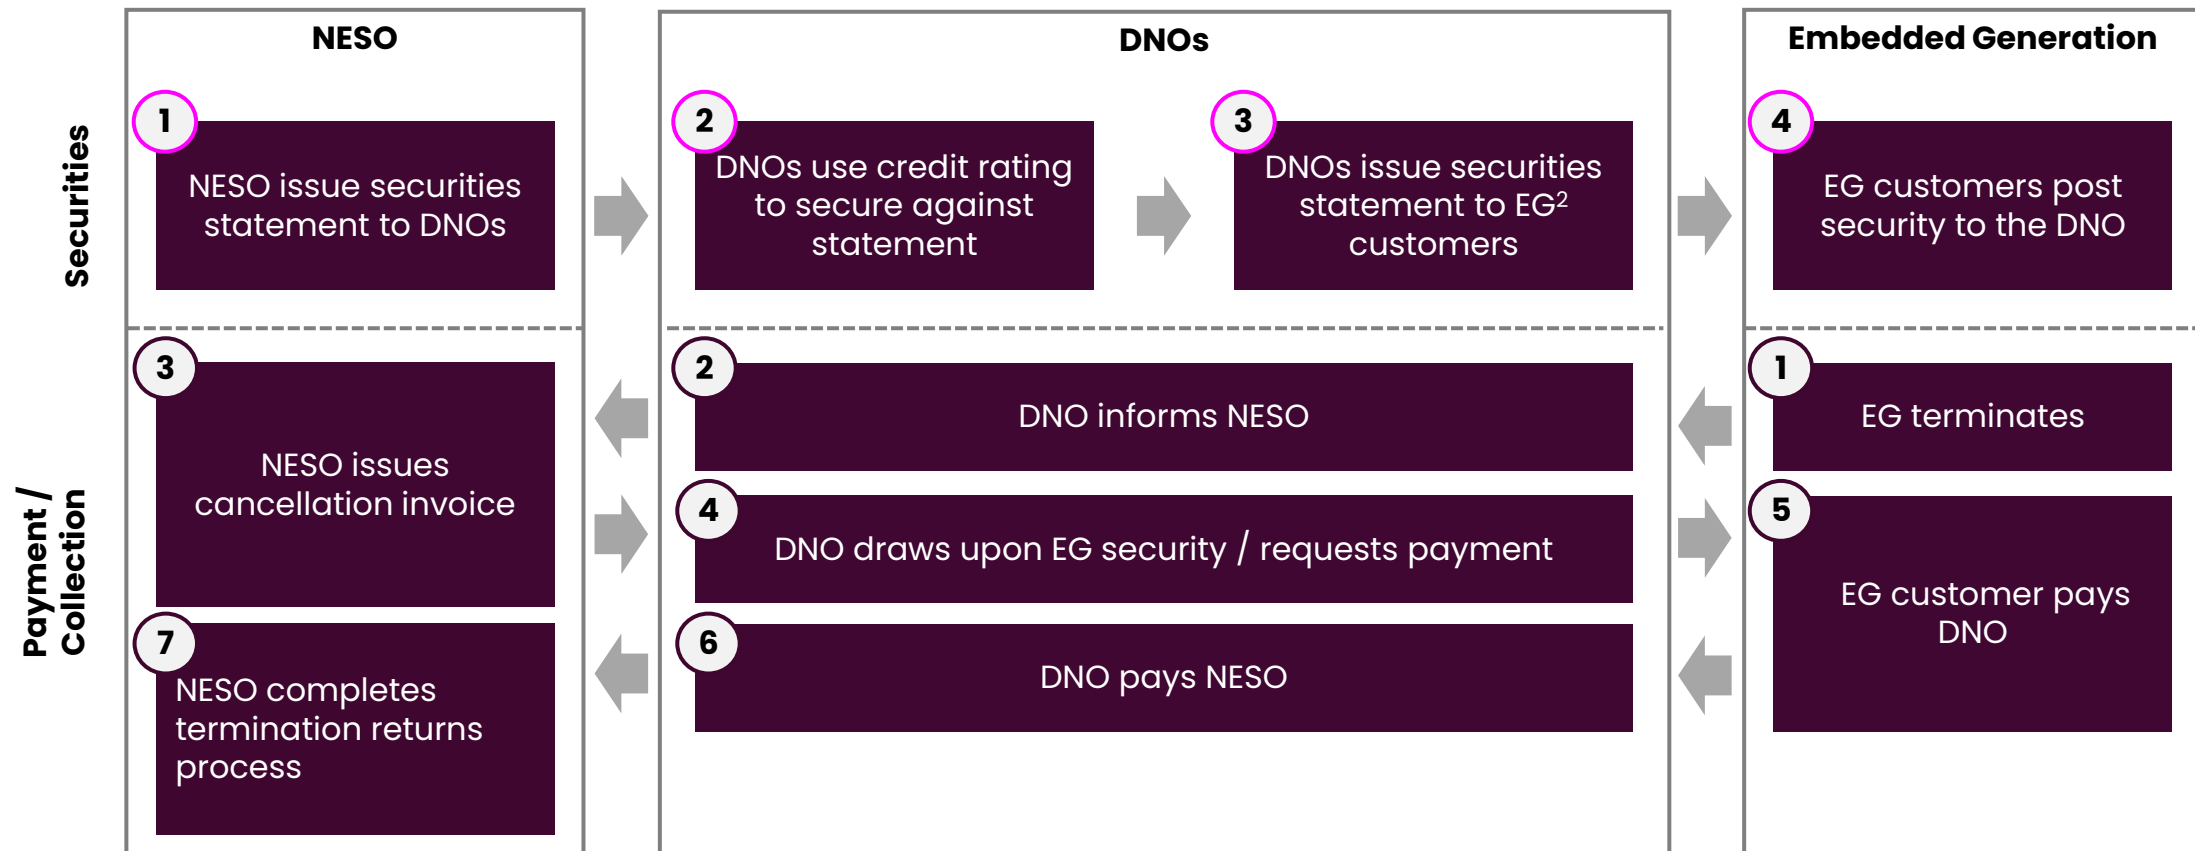 NESO
DNOs
Embedded Generation
Securities
1
NESO issue securities
statement to DNOs
2
DNOs use credit rating
to secure against
statement
3
DNOs issue securities
statement to EG²
customers
4
EG customers post
security to the DNO
Payment /
Collection
1
EG terminates
2
DNO informs NESO
3
NESO issues
cancellation invoice
4
DNO draws upon EG security / requests payment
5
EG customer pays
DNO
6
DNO pays NESO
7
NESO completes
termination returns
process